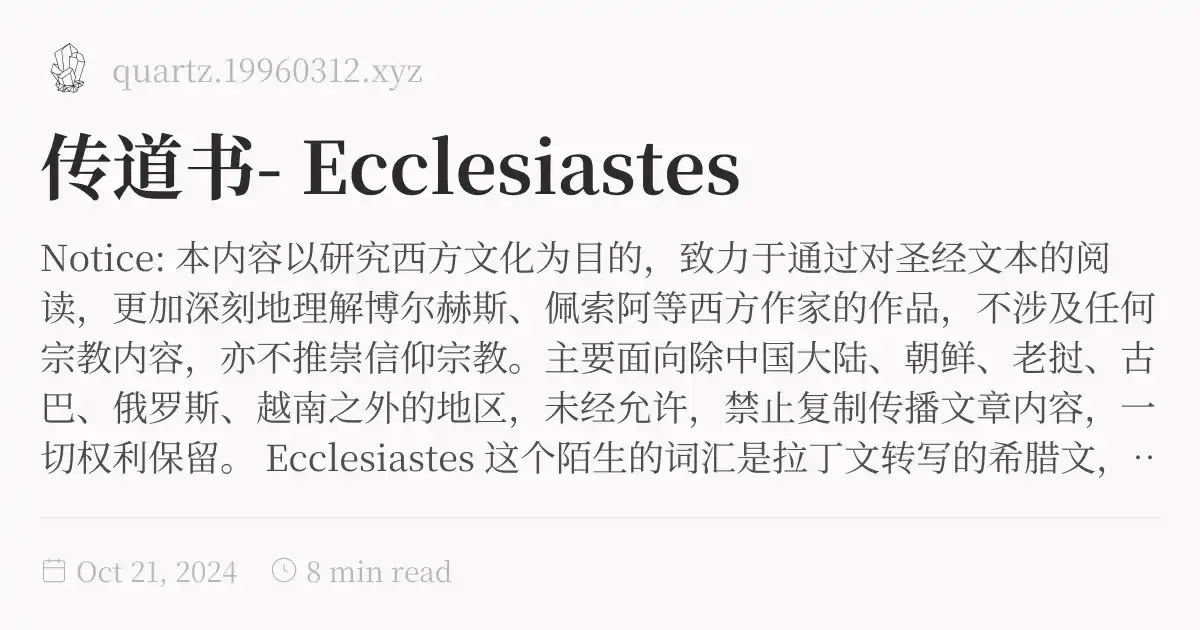 quartz.19960312.xyz
传道书- Ecclesiastes
Notice: 本内容以研究西方文化为目的，致力于通过对圣经文本的阅
读，更加深刻地理解博尔赫斯、佩索阿等西方作家的作品，不涉及任何
宗教内容，亦不推崇信仰宗教。主要面向除中国大陆、朝鲜、老挝、古
巴、俄罗斯、越南之外的地区，未经允许，禁止复制传播文章内容，一
切权利保留。 Ecclesiastes 这个陌生的词汇是拉丁文转写的希腊文，··
Oct 21, 2024 8 min read